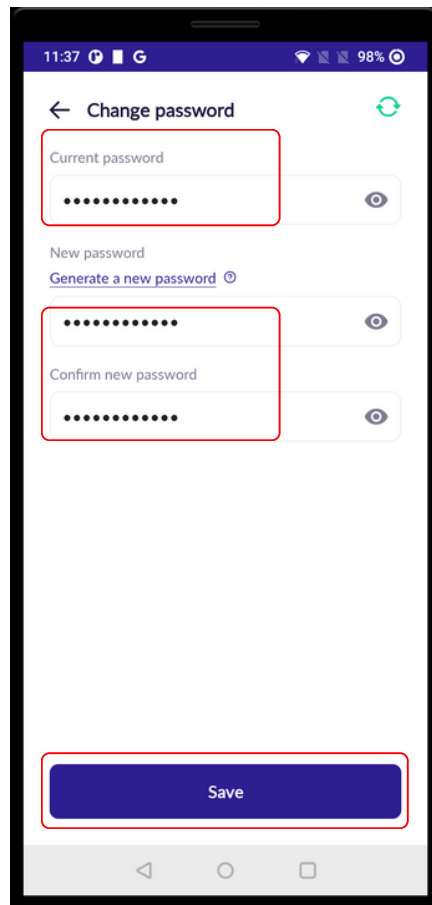 11:37 G 98%
Change password
Current password
••••••••••••
New password
Generate a new password ?
••••••••••••
Confirm new password
••••••••••••
Save